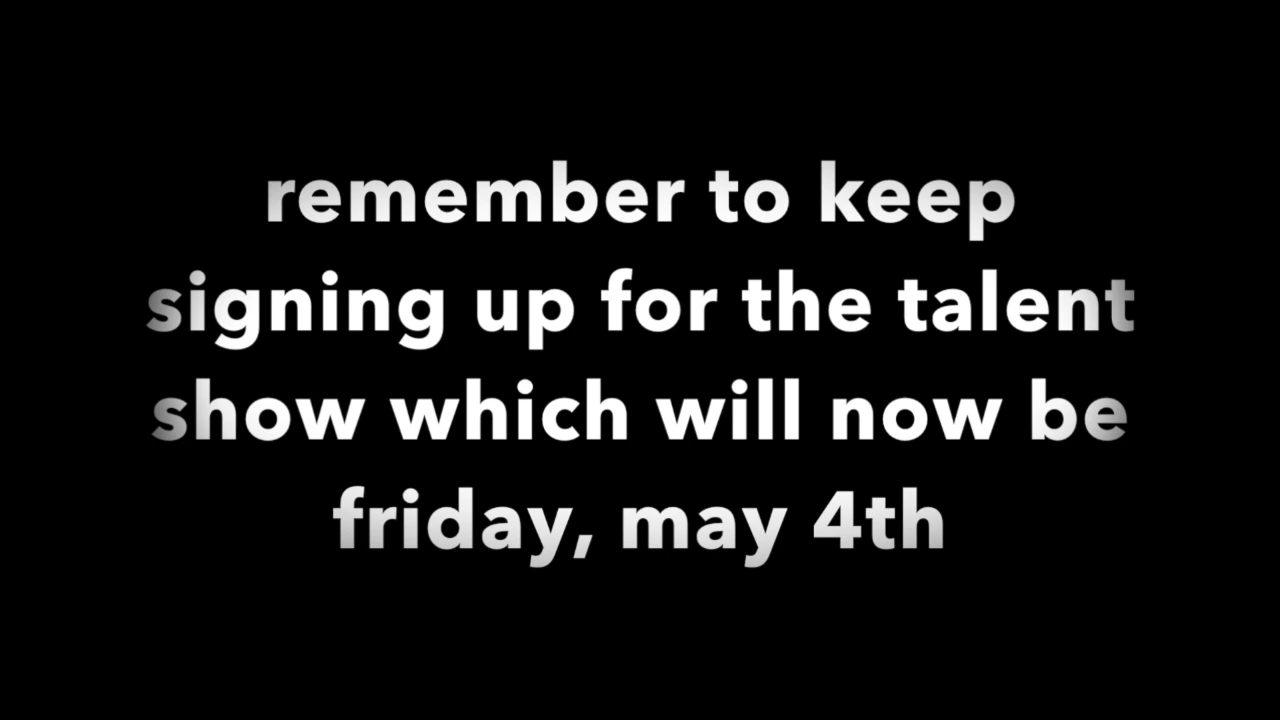 remember to keep
signing up for the talent
show which will now be
friday, may 4th